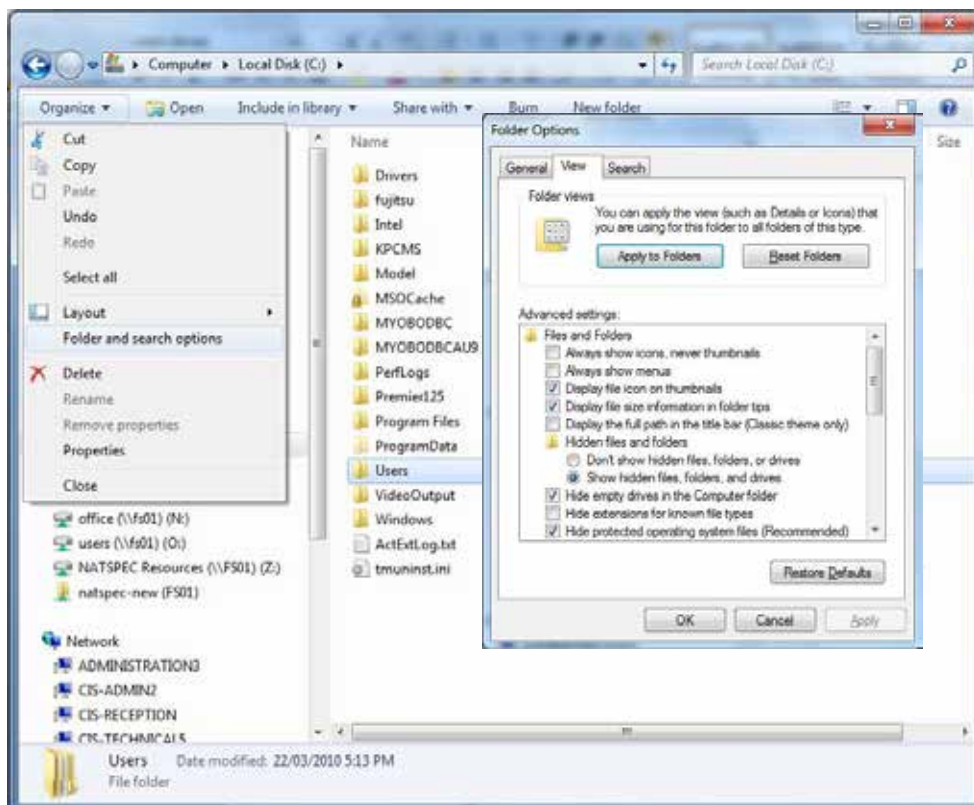 Computer ▸ Local Disk (C:) ▸
Search Local Disk (C:)
Organize
Open
Include in library
Share with
Burn
New folder
Cut
Copy
Paste
Undo
Redo
Select all
Layout
Folder and search options
Delete
Rename
Remove properties
Properties
Close
office (\\fs01) (N:)
users (\\fs01) (O:)
NATSPEC Resources (\\FS01) (Z:)
natspec-new (FS01)
Network
ADMINISTRATION3
CIS-ADMIN2
CIS-RECEPTION
CIS-TECHNICALS
Name
Size
Drivers
fujitsu
Intel
KPCMS
Model
MSOCache
MYOBODBC
MYOBODBCAU9
PerfLogs
Premier125
Program Files
ProgramData
Users
VideoOutput
Windows
ActExtLog.txt
tmuninst.ini
Folder Options
General
View
Search
Folder views
You can apply the view (such as Details or Icons) that
you are using for this folder to all folders of this type.
Apply to Folders
Reset Folders
Advanced settings:
Files and Folders
Always show icons, never thumbnails
Always show menus
Display file icon on thumbnails
Display file size information in folder tips
Display the full path in the title bar (Classic theme only)
Hidden files and folders
Don't show hidden files, folders, or drives
Show hidden files, folders, and drives
Hide empty drives in the Computer folder
Hide extensions for known file types
Hide protected operating system files (Recommended)
Restore Defaults
OK
Cancel
Apply
Users Date modified: 22/03/2010 5:13 PM
File folder